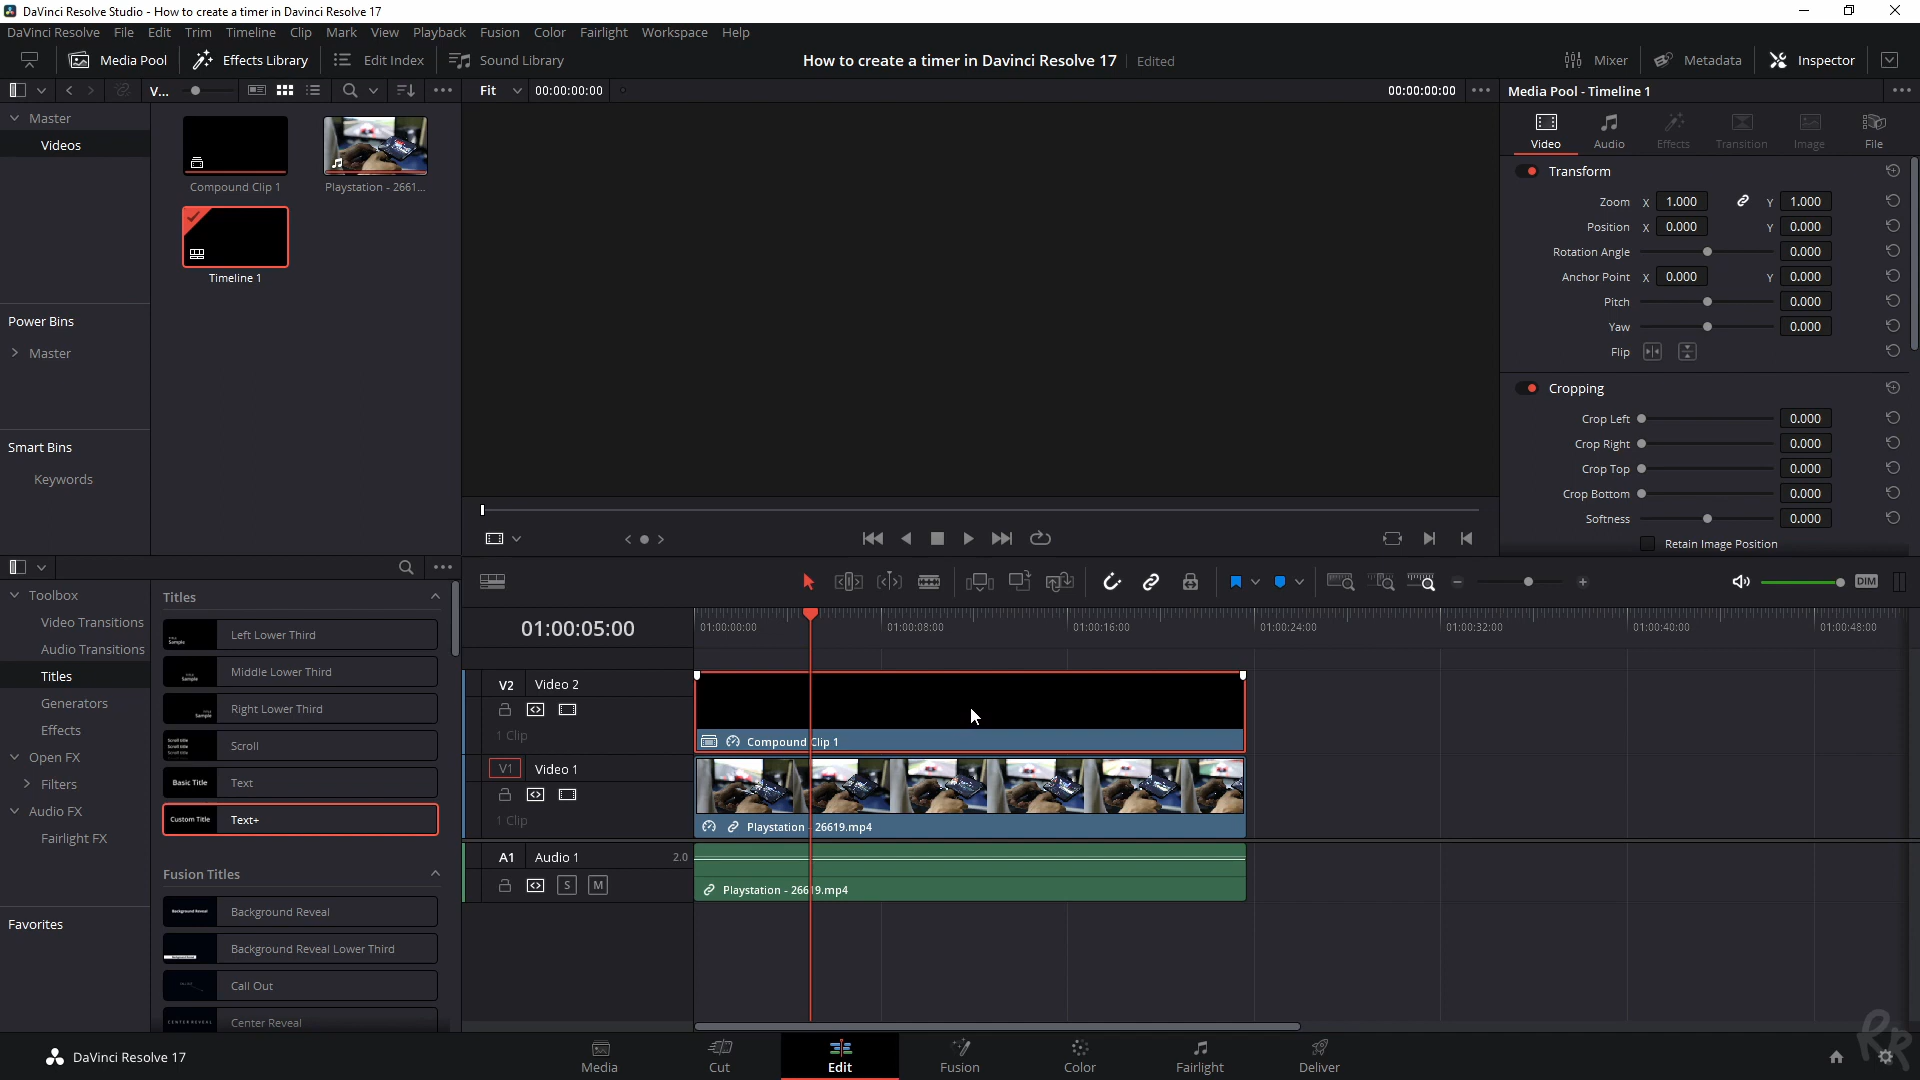 DaVinci Resolve Studio - How to create a timer in Davinci Resolve 17
DaVinci Resolve File Edit Trim Timeline Clip Mark View Playback Fusion Color Fairlight Workspace Help
Media Pool Effects Library Edit Index Sound Library How to create a timer in Davinci Resolve 17 Edited Mixer Metadata Inspector
V... Fit 00:00:00:00 00:00:00:00 Media Pool - Timeline 1
Master
Videos
Compound Clip 1 Playstation - 2661...
Timeline 1
Power Bins
Master
Smart Bins
Keywords
Video Audio Effects Transition Image File
Transform
Zoom X 1.000 Y 1.000
Position X 0.000 Y 0.000
Rotation Angle 0.000
Anchor Point X 0.000 Y 0.000
Pitch 0.000
Yaw 0.000
Flip
Cropping
Crop Left 0.000
Crop Right 0.000
Crop Top 0.000
Crop Bottom 0.000
Softness 0.000
Retain Image Position
Toolbox
Video Transitions
Audio Transitions
Titles
Generators
Effects
Open FX
Filters
Audio FX
Fairlight FX
Favorites
Titles
Left Lower Third
Middle Lower Third
Right Lower Third
Scroll
Basic Title Text
Custom Title Text+
Fusion Titles
Background Reveal Background Reveal
Background Reveal Lower Third
Call Out
CENTER REVEAL Center Reveal
DIM
01:00:05:00
01:00:00:00 01:00:08:00 01:00:16:00 01:00:24:00 01:00:32:00 01:00:40:00 01:00:48:00
V2 Video 2
1 Clip
Compound Clip 1
V1 Video 1
1 Clip
Playstation - 26619.mp4
A1 Audio 1 2.0
S M
Playstation - 26619.mp4
DaVinci Resolve 17
Media Cut Edit Fusion Color Fairlight Deliver
RR